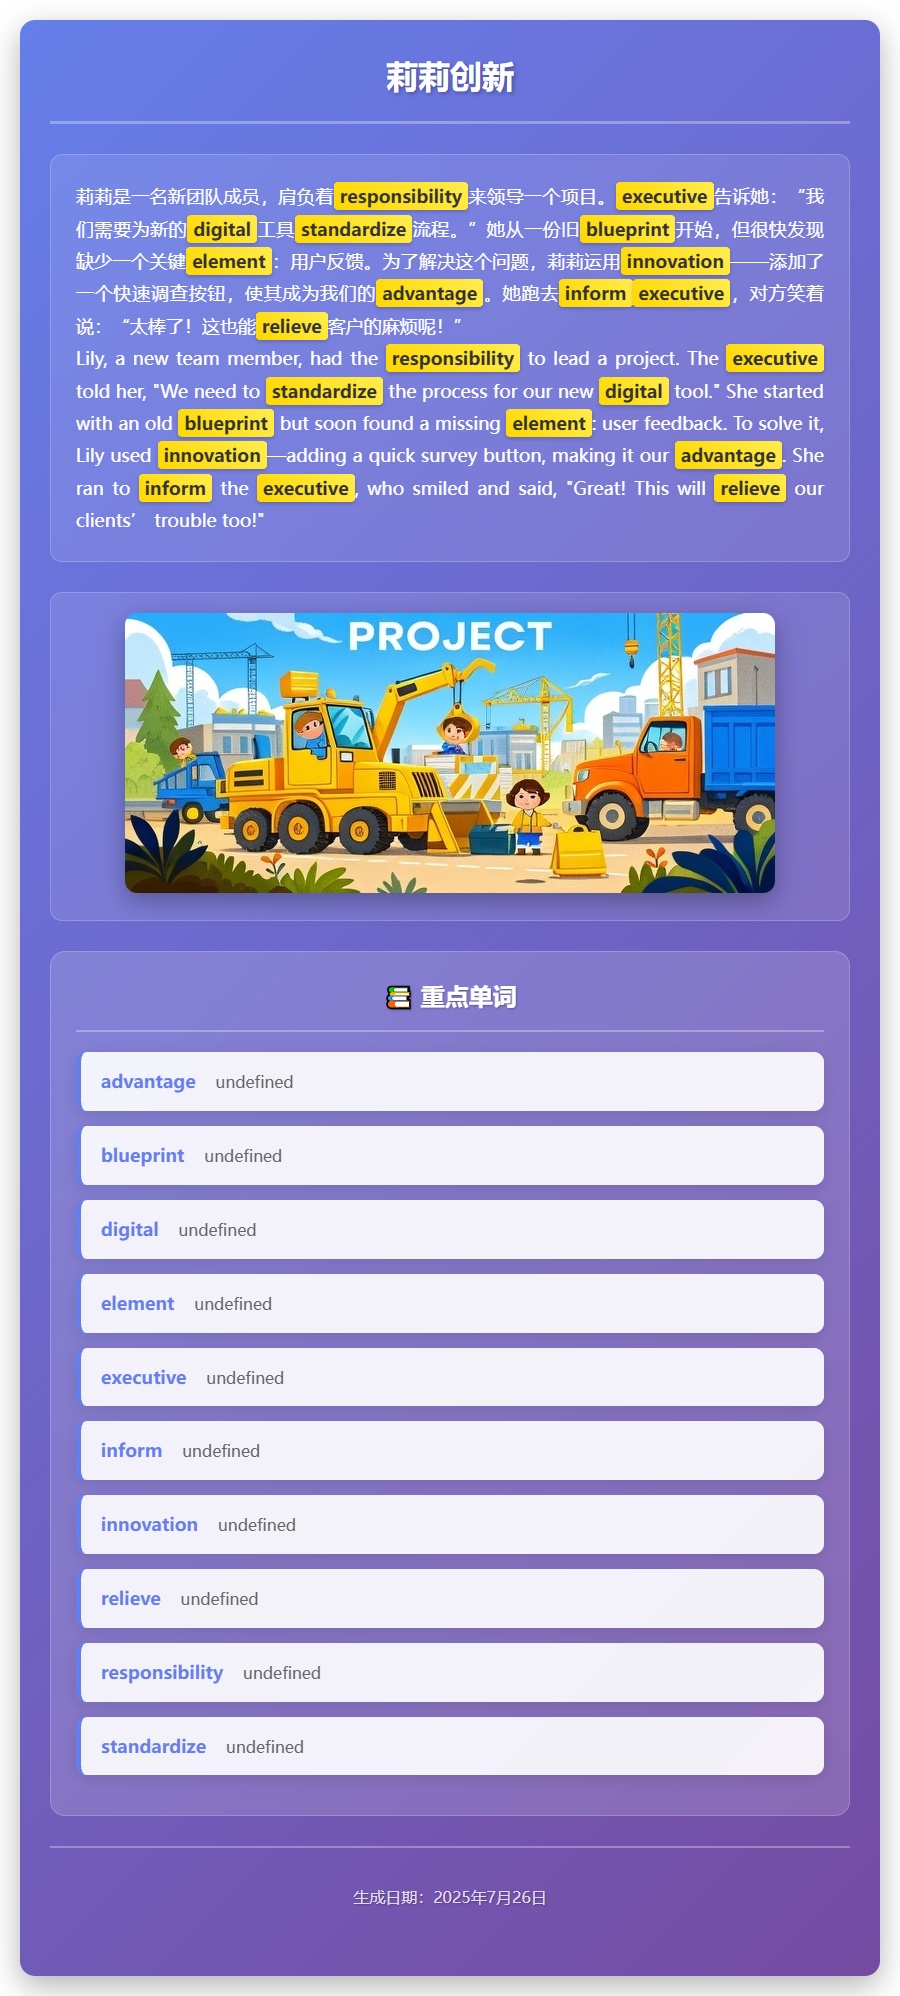 莉莉创新
莉莉是一名新团队成员，肩负着responsibility来领导一个项目。executive告诉她：“我
们需要为新的digital工具standardize流程。”她从一份旧blueprint开始，但很快发现
缺少一个关键element：用户反馈。为了解决这个问题，莉莉运用innovation——添加了
一个快速调查按钮，使其成为我们的advantage。她跑去inform executive，对方笑着
说：“太棒了！这也能relieve客户的麻烦呢！”
Lily, a new team member, had the responsibility to lead a project. The executive
told her, "We need to standardize the process for our new digital tool." She started
with an old blueprint but soon found a missing element: user feedback. To solve it,
Lily used innovation—adding a quick survey button, making it our advantage. She
ran to inform the executive, who smiled and said, "Great! This will relieve our
clients’ trouble too!"
PROJECT
📚 重点单词
advantage undefined
blueprint undefined
digital undefined
element undefined
executive undefined
inform undefined
innovation undefined
relieve undefined
responsibility undefined
standardize undefined
生成日期：2025年7月26日